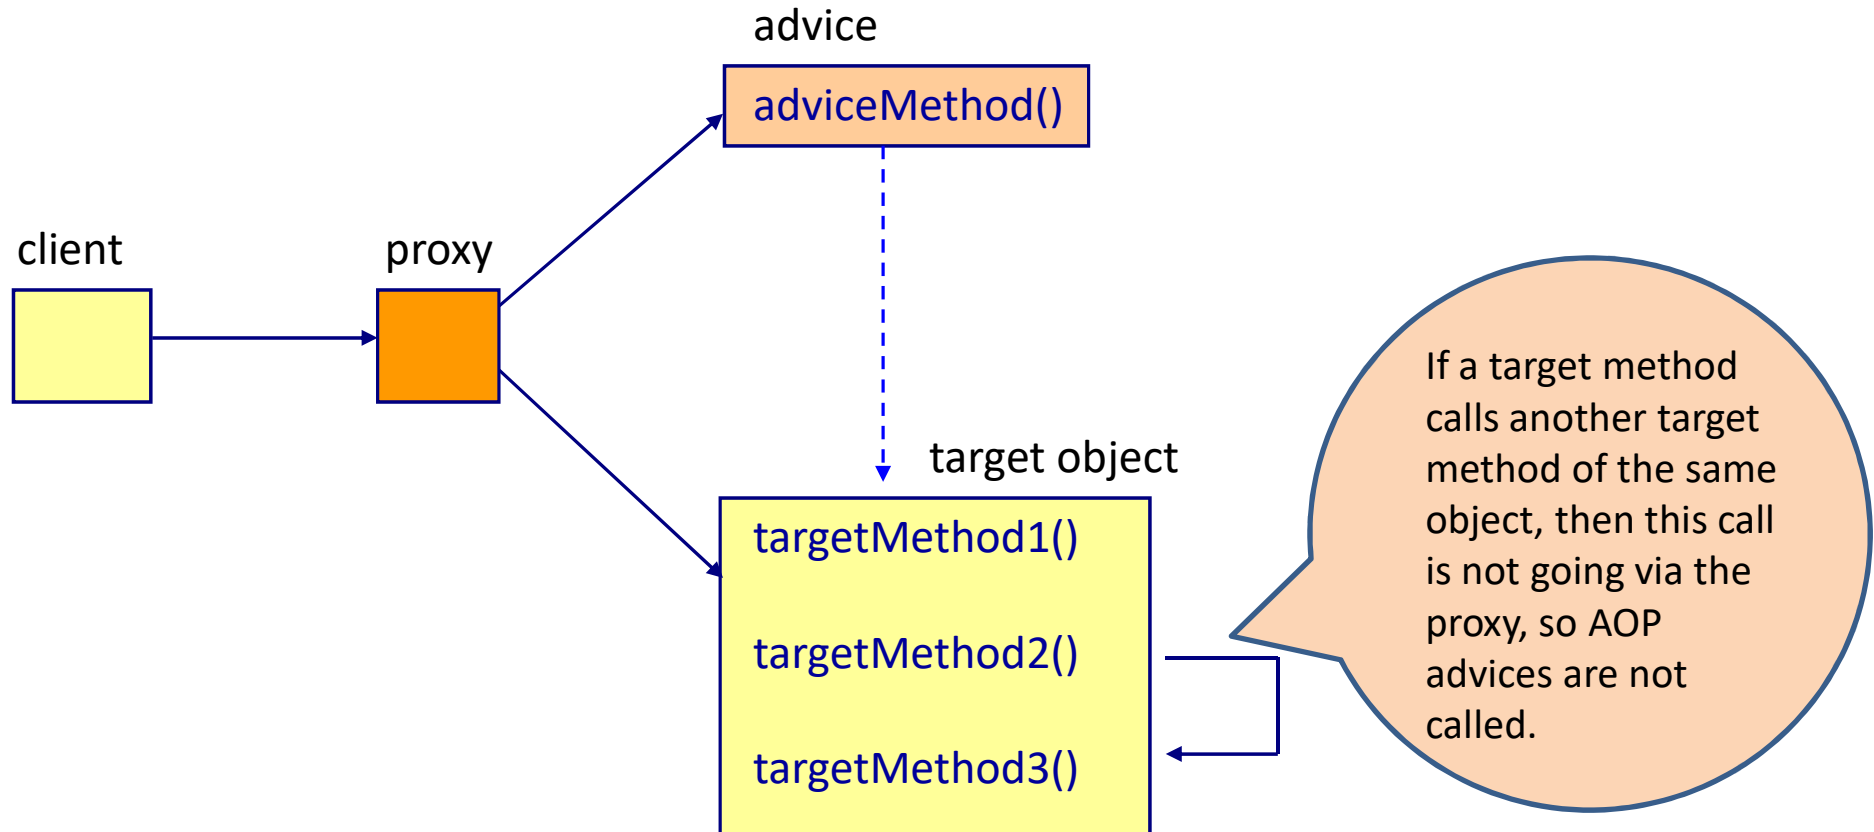 advice
adviceMethod()
client
proxy
target object
targetMethod1()
targetMethod2()
targetMethod3()
If a target method
calls another target
method of the same
object, then this call
is not going via the
proxy, so AOP
advices are not
called.